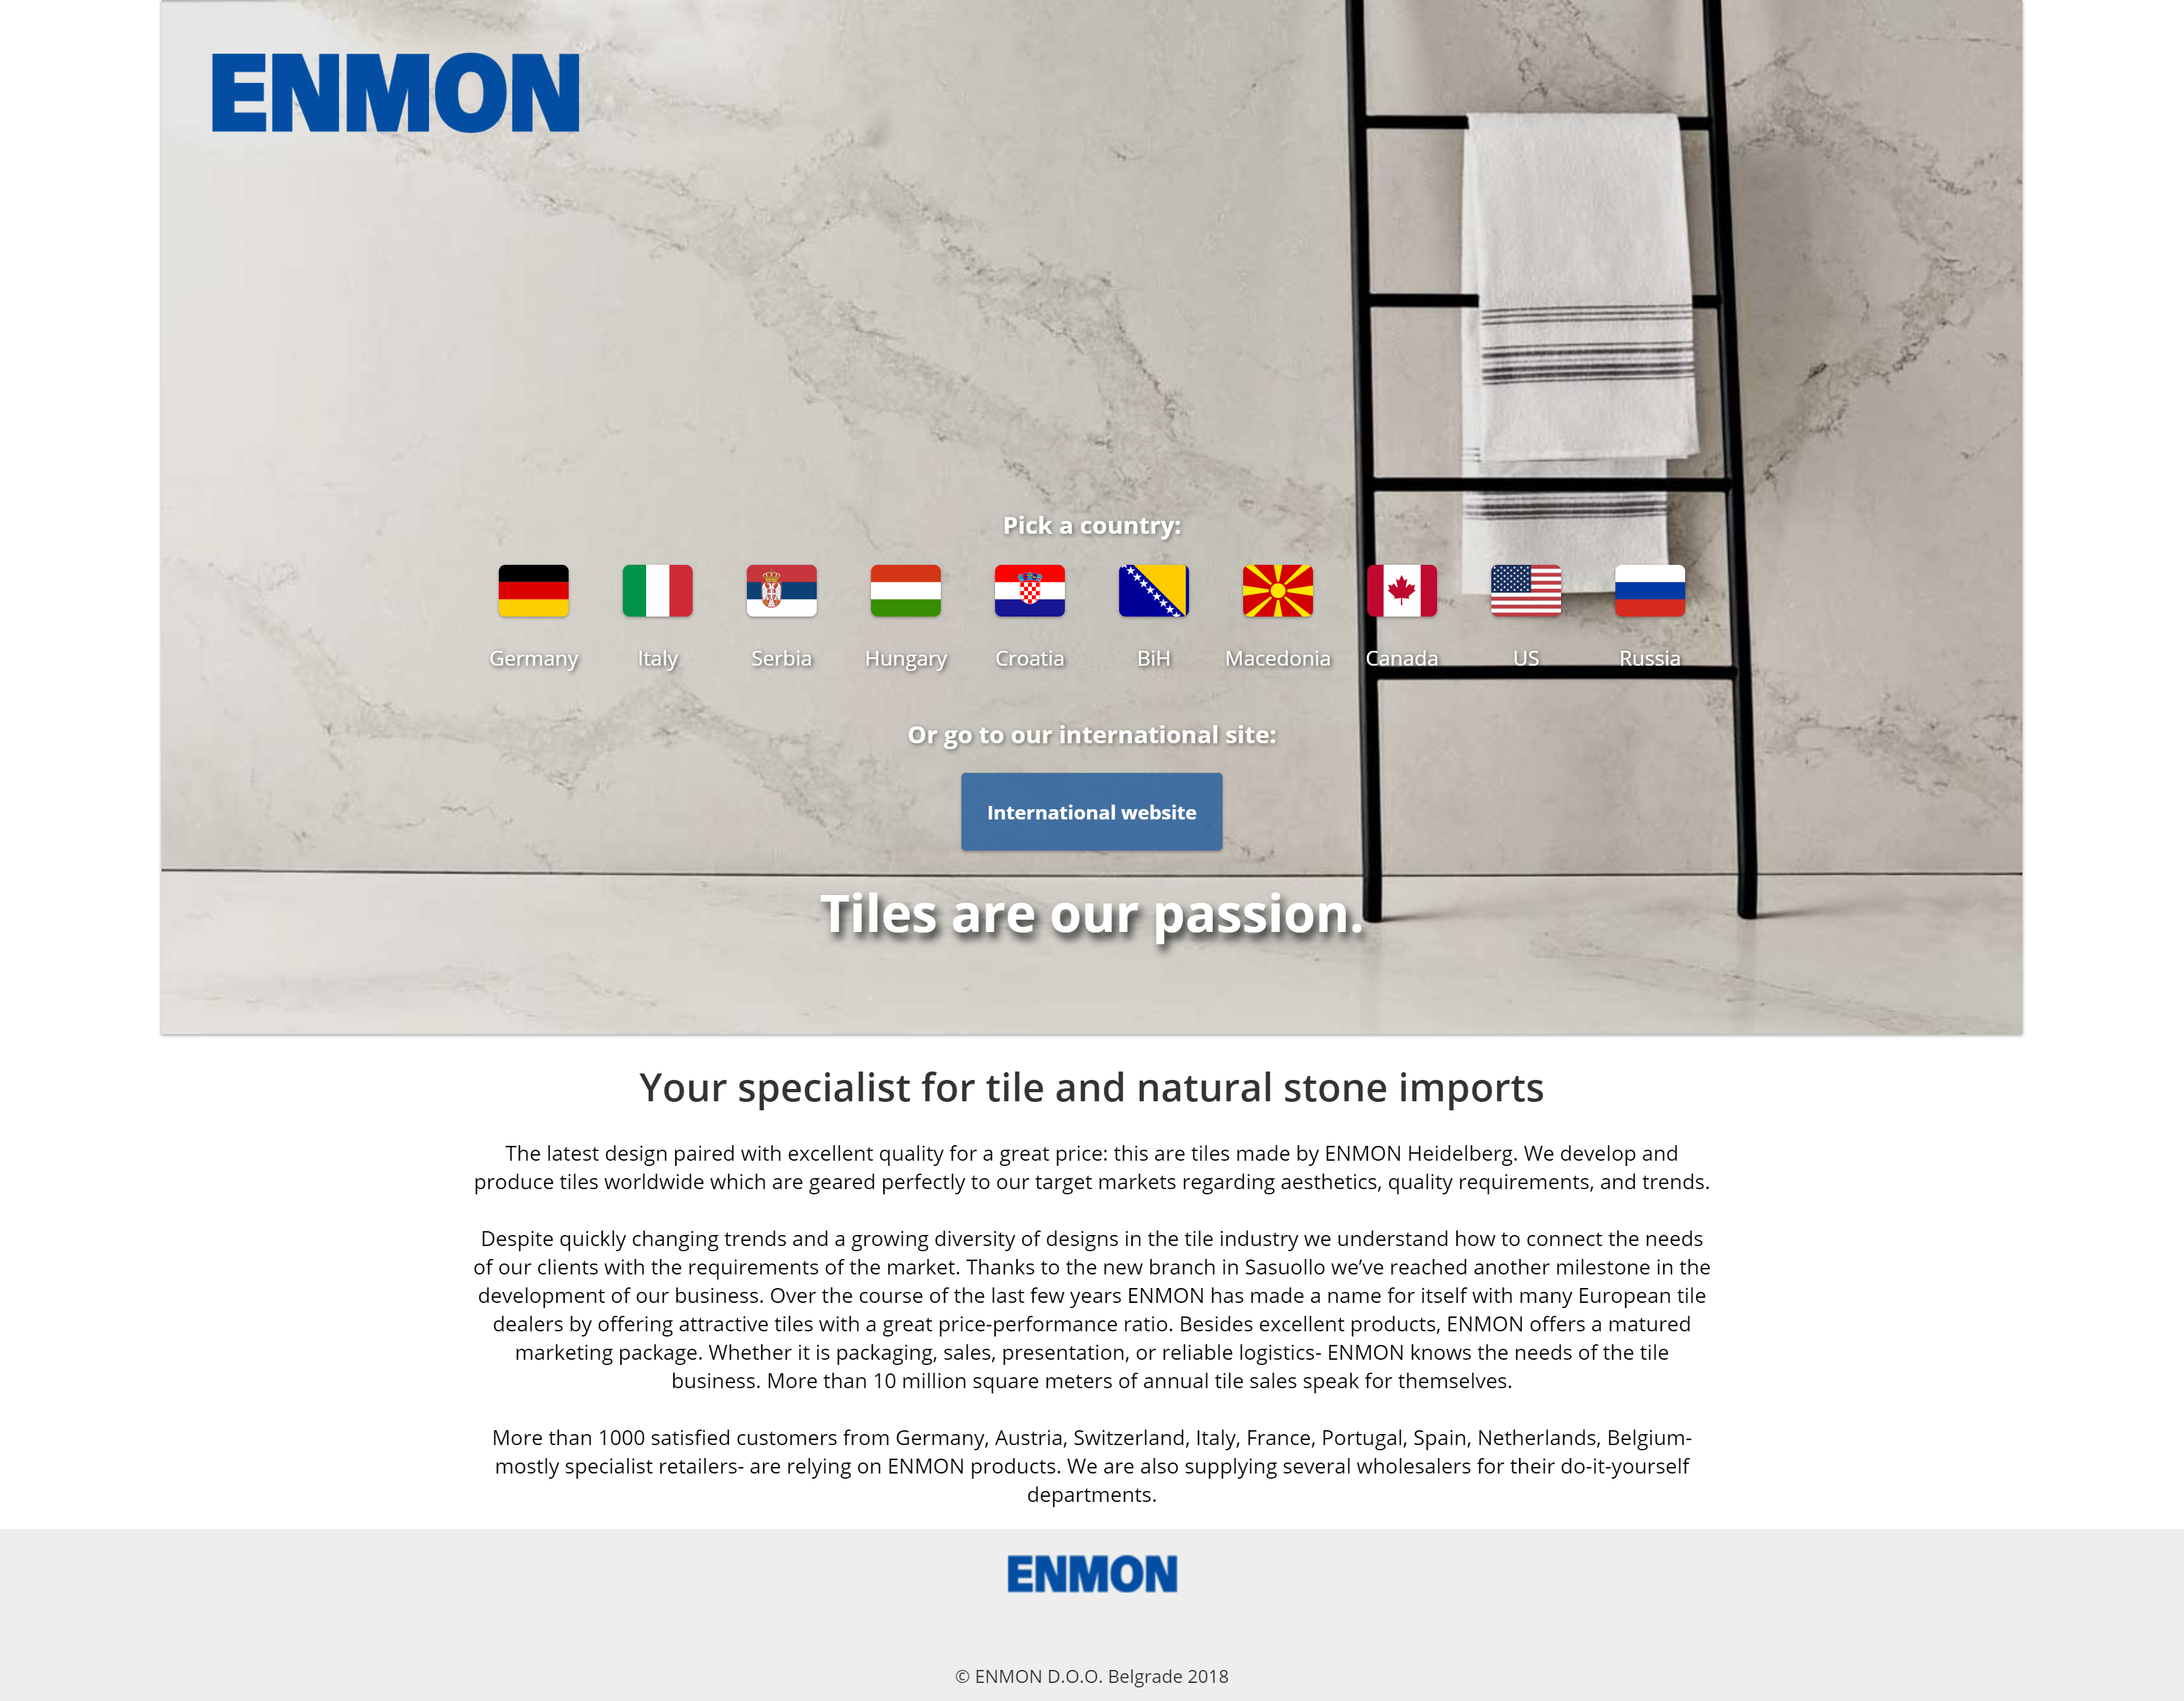 ENMON
Pick a country:
Germany Italy Serbia Hungary Croatia BiH Macedonia Canada US Russia
Or go to our international site:
International website
Tiles are our passion.
Your specialist for tile and natural stone imports
The latest design paired with excellent quality for a great price: this are tiles made by ENMON Heidelberg. We develop and
produce tiles worldwide which are geared perfectly to our target markets regarding aesthetics, quality requirements, and trends.
Despite quickly changing trends and a growing diversity of designs in the tile industry we understand how to connect the needs
of our clients with the requirements of the market. Thanks to the new branch in Sasuollo we’ve reached another milestone in the
development of our business. Over the course of the last few years ENMON has made a name for itself with many European tile
dealers by offering attractive tiles with a great price-performance ratio. Besides excellent products, ENMON offers a matured
marketing package. Whether it is packaging, sales, presentation, or reliable logistics- ENMON knows the needs of the tile
business. More than 10 million square meters of annual tile sales speak for themselves.
More than 1000 satisfied customers from Germany, Austria, Switzerland, Italy, France, Portugal, Spain, Netherlands, Belgium-
mostly specialist retailers- are relying on ENMON products. We are also supplying several wholesalers for their do-it-yourself
departments.
ENMON
© ENMON D.O.O. Belgrade 2018